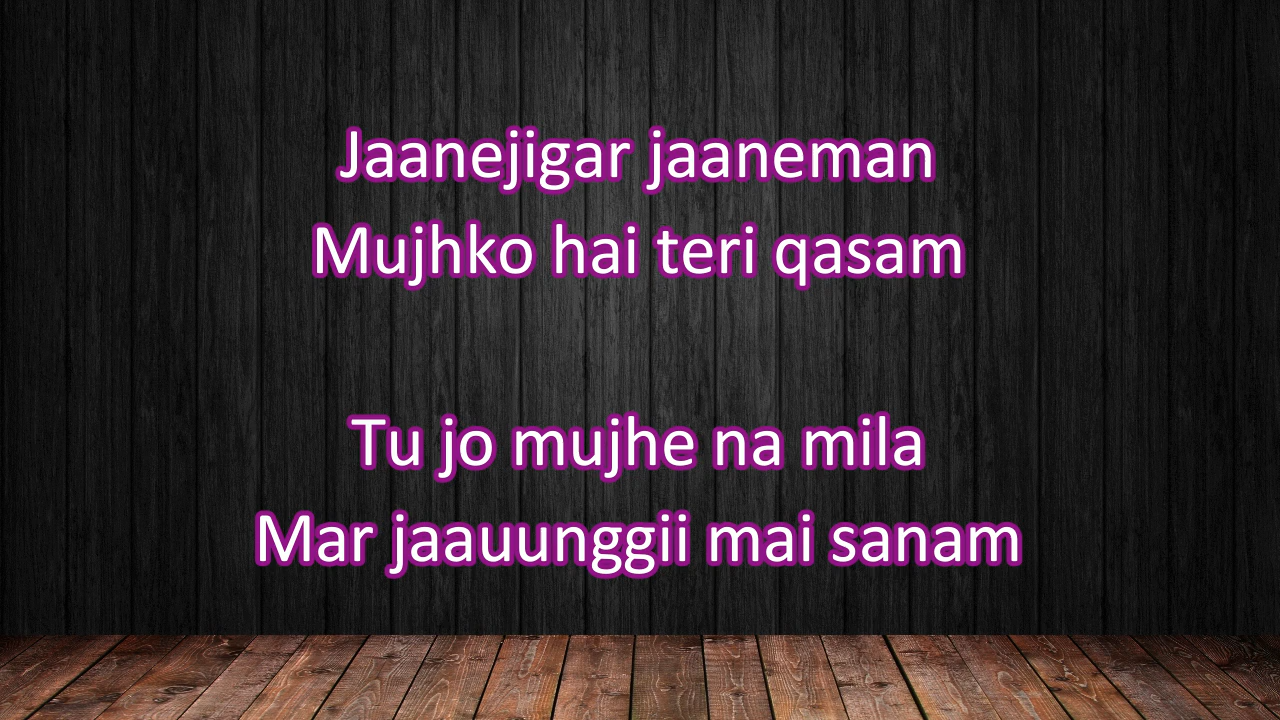 Jaanejigar jaaneman
Mujhko hai teri qasam
Tu jo mujhe na mila
Mar jaauunggii mai sanam